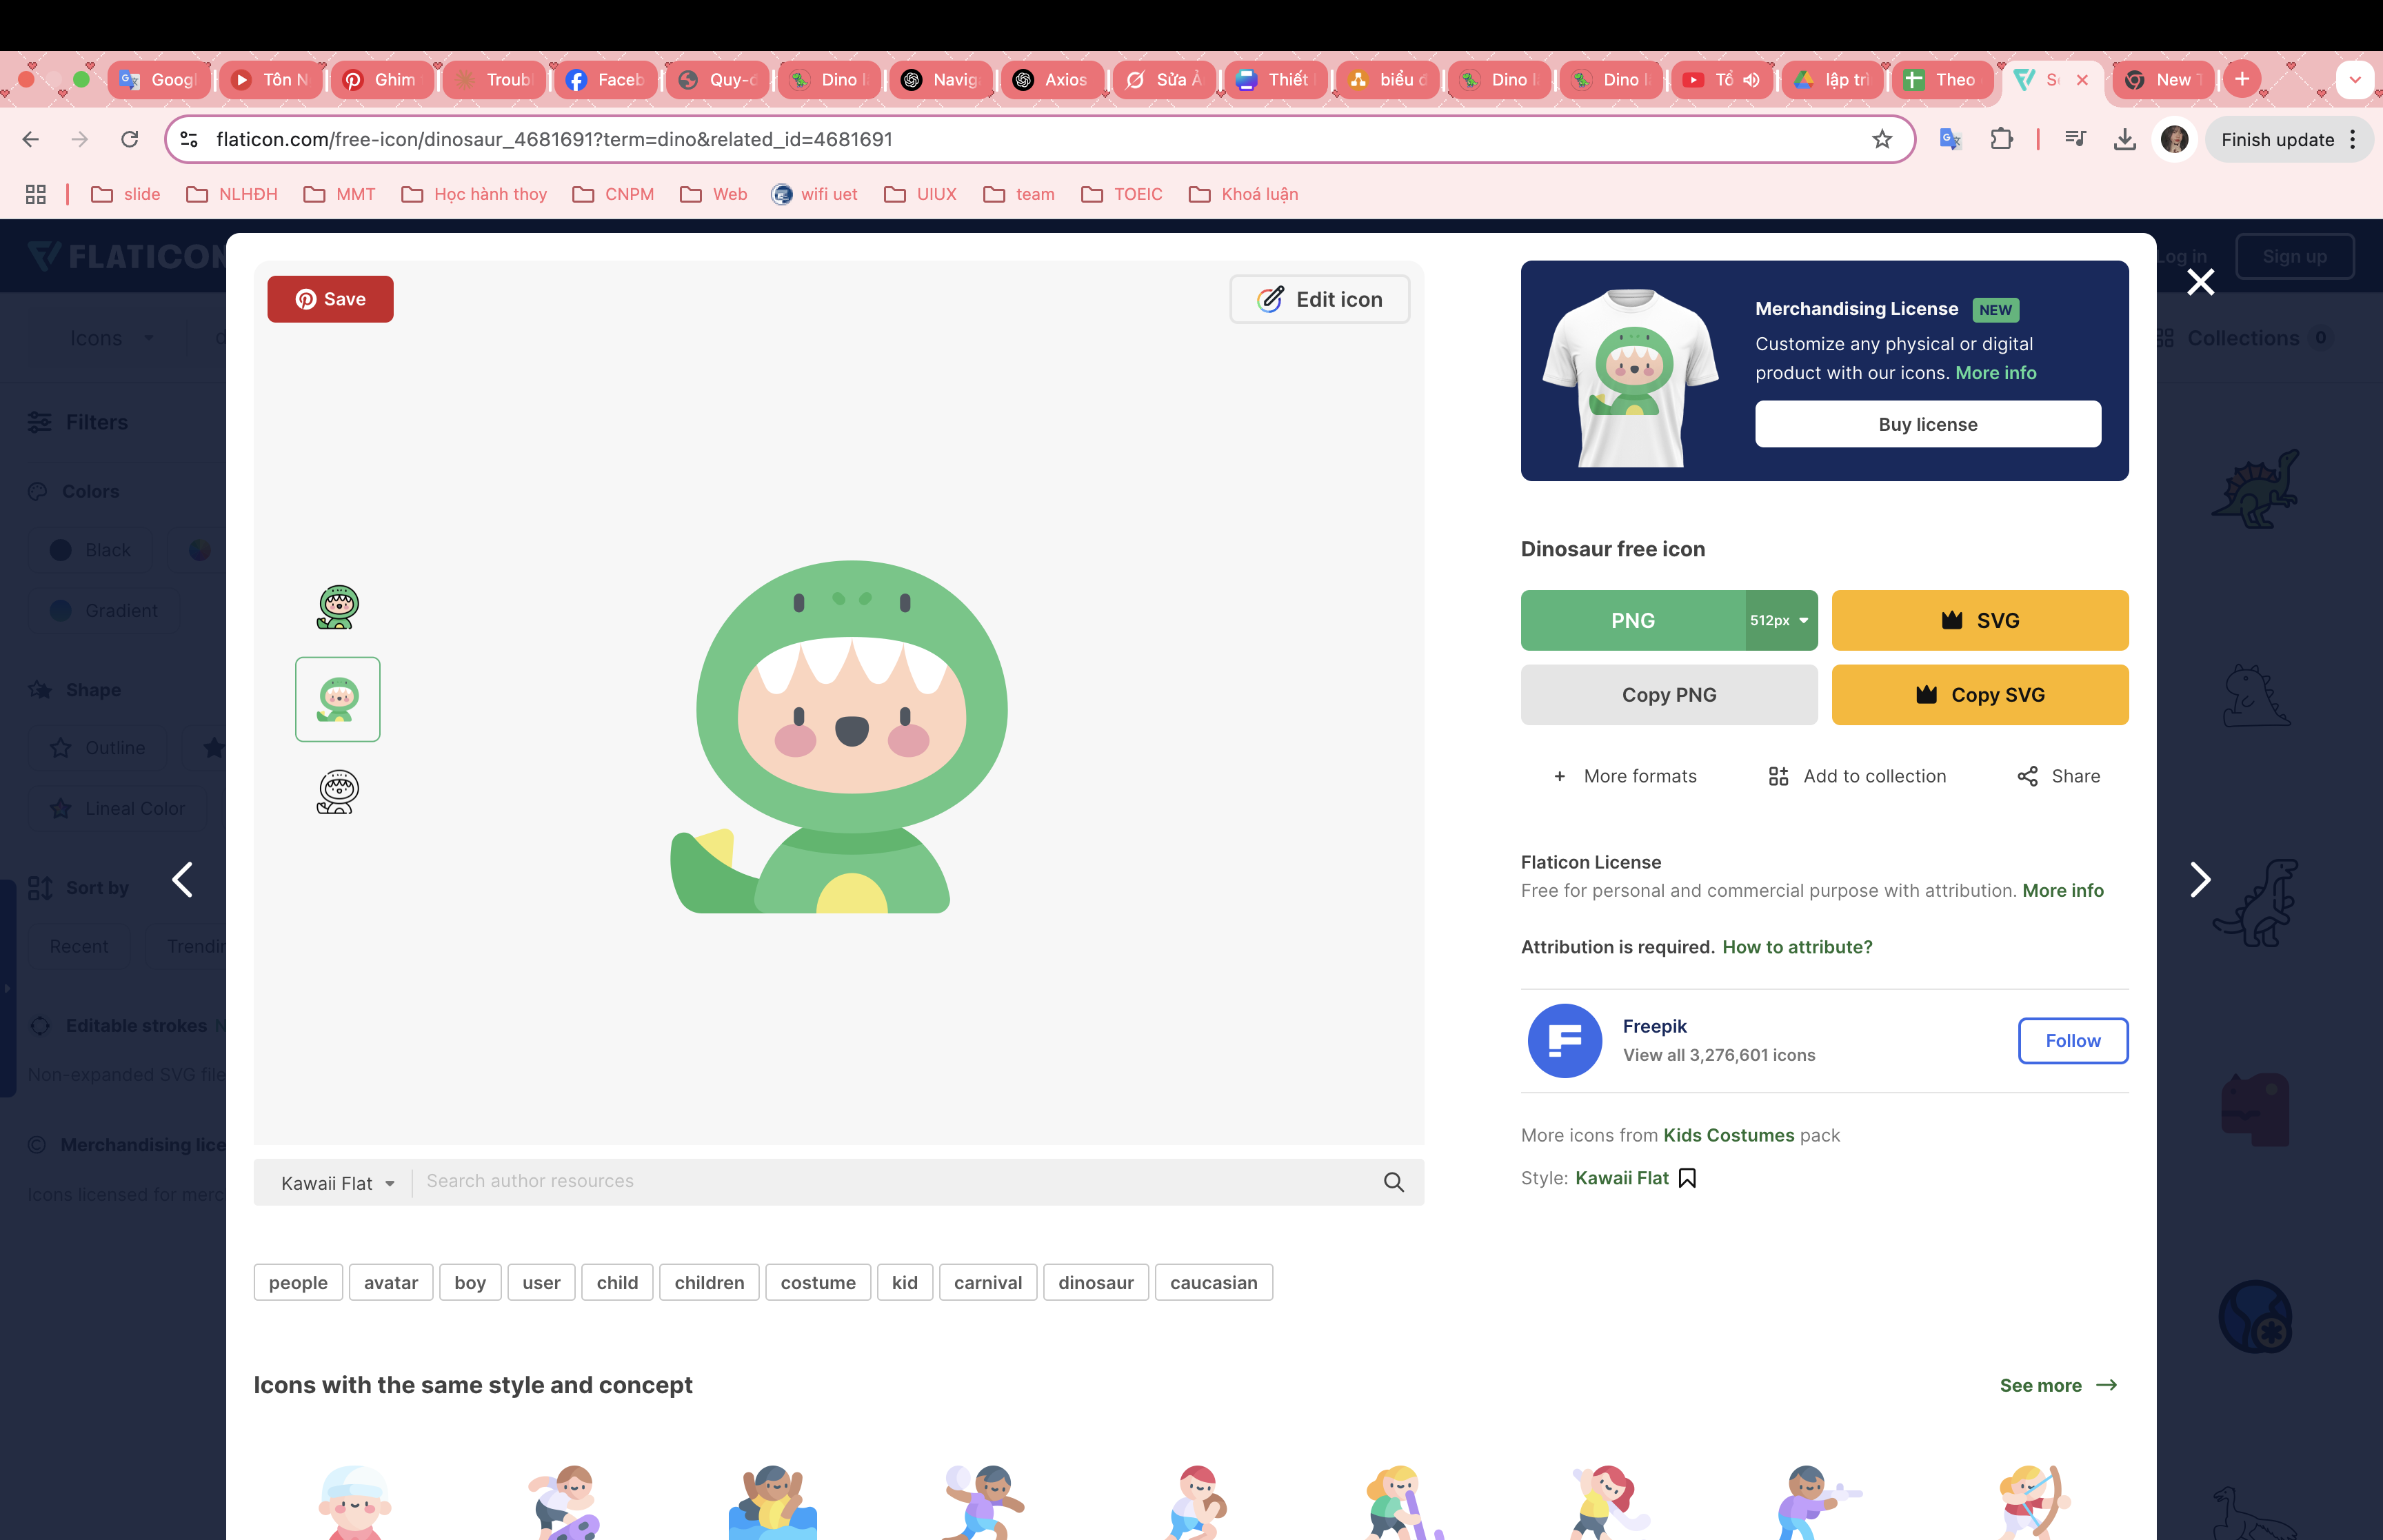 Googl
Tôn N
Ghim
Troubl
Faceb
Quy-c
Dino l
Navig
Axios
Sửa Ả
Thiết
biểu đ
Dino l
Dino l
Tổ
lập trì
Theo
New T
flaticon.com/free-icon/dinosaur_4681691?term=dino&related_id=4681691
Finish update
slide
NLHĐH
MMT
Học hành thoy
CNPM
Web
wifi uet
UIUX
team
TOEIC
Khoá luận
FLATICON
Log in
Sign up
Icons
Collections 0
Filters
Colors
Black
Gradient
Shape
Outline
Lineal Color
Sort by
Recent
Trendin
Editable strokes N
Non-expanded SVG file
Merchandising lice
Icons licensed for merc
Save
Edit icon
Merchandising License NEW
Customize any physical or digital
product with our icons. More info
Buy license
Dinosaur free icon
PNG
512px
SVG
Copy PNG
Copy SVG
+ More formats
Add to collection
Share
Flaticon License
Free for personal and commercial purpose with attribution. More info
Attribution is required. How to attribute?
Freepik
View all 3,276,601 icons
Follow
More icons from Kids Costumes pack
Style: Kawaii Flat
Kawaii Flat
Search author resources
people
avatar
boy
user
child
children
costume
kid
carnival
dinosaur
caucasian
Icons with the same style and concept
See more →